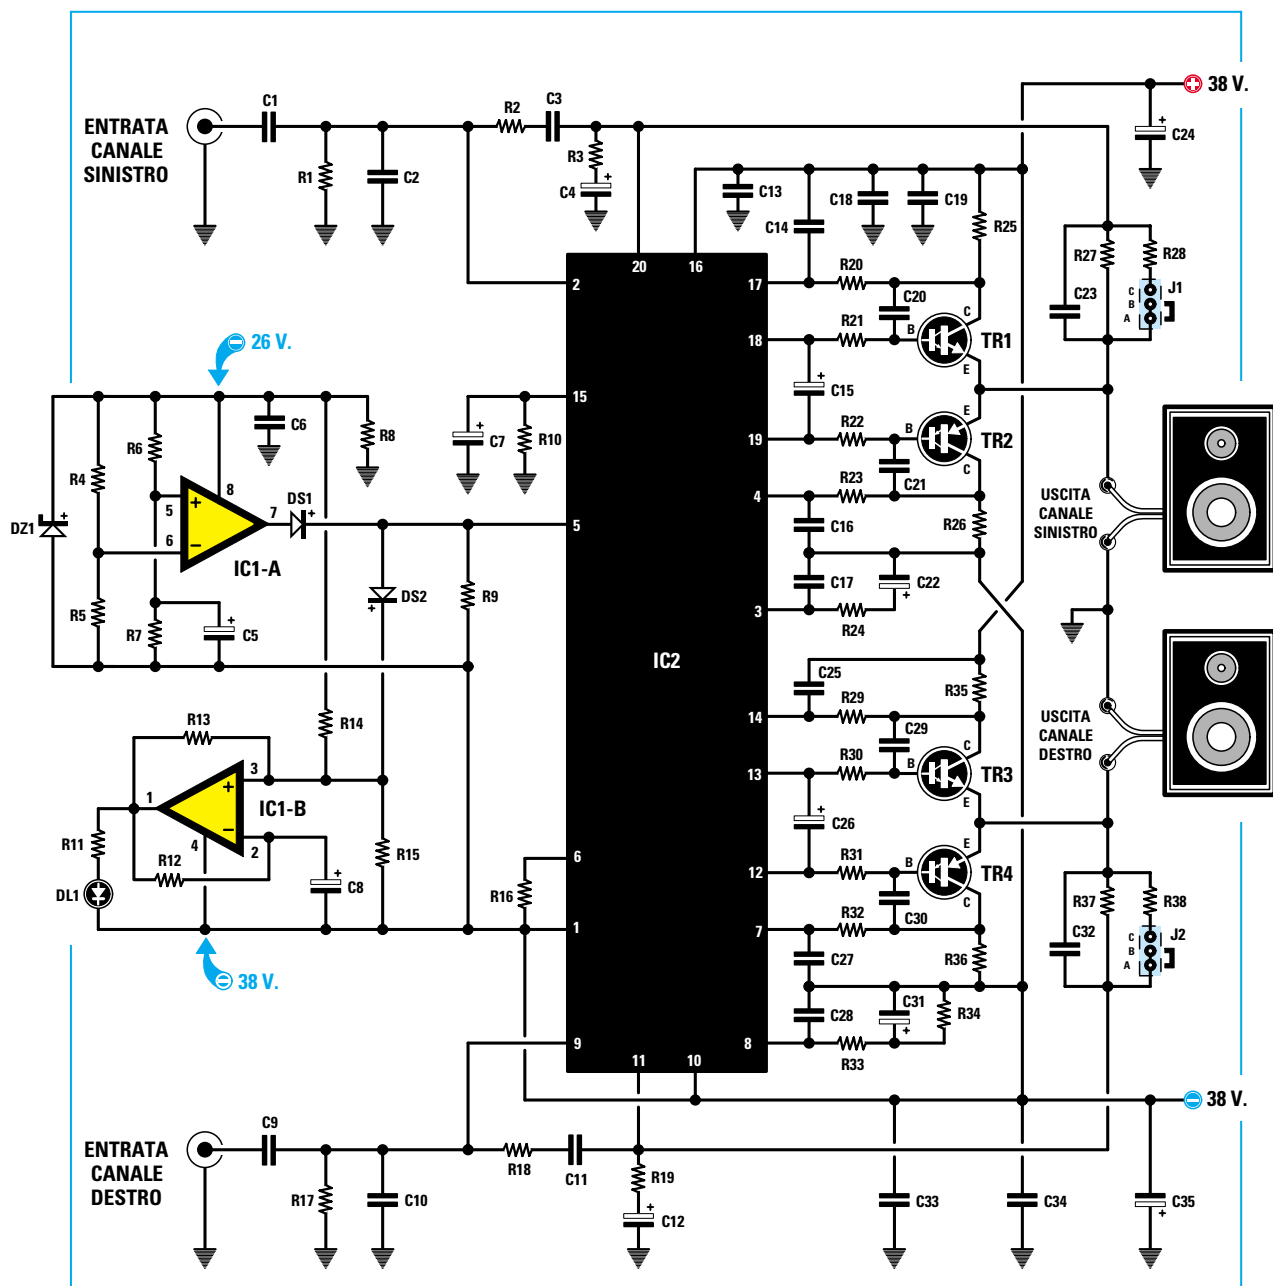 38 V.
C1
R2
C3
ENTRATA
CANALE
SINISTRO
R1
C2
R3
C4
+
+
C24
C13
C14
C18
C19
R25
20
16
2
17
R20
C20
R27
R28
C23
C
B
A
J1
26 V.
18
R21
B
C
E
TR1
C15
+
15
C6
R8
C7
+
R10
R6
R4
19
R22
B
E
C
TR2
C21
4
R23
R26
C16
USCITA
CANALE
SINISTRO
DZ1
+
5
6
8
7
+
−
IC1-A
DS1
+
5
DS2
+
R9
R5
R7
C5
+
C17
C22
+
3
R24
IC2
C25
R35
14
R29
C29
USCITA
CANALE
DESTRO
R13
R14
3
+
−
2
1
4
IC1-B
13
R30
B
C
E
TR3
C26
+
R11
R12
DL1
C8
+
R15
6
R16
12
R31
B
E
C
TR4
C30
R37
R38
C32
C
B
A
J2
1
7
R32
R36
C27
38 V.
C28
C31
+
R34
9
11
10
8
R33
38 V.
C9
ENTRATA
CANALE
DESTRO
R18
C11
R19
R17
C10
C12
+
C33
C34
C35
+